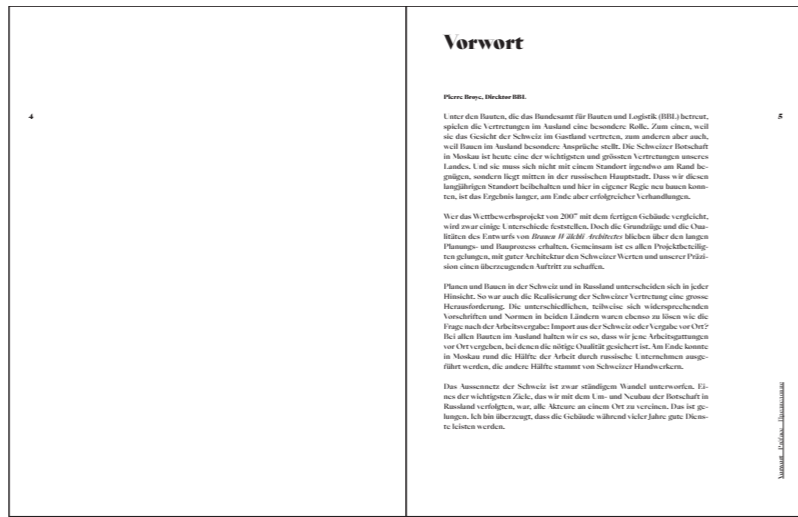 4
Vorwort
Pierre Broye, Direktor BBL
Unter den Bauten, die das Bundesamt für Bauten und Logistik (BBL) betreut,
spielen die Vertretungen im Ausland eine besondere Rolle. Zum einen, weil
sie das Gesicht der Schweiz im Gastland vertreten, zum anderen aber auch,
weil Bauen im Ausland besondere Ansprüche stellt. Die Schweizer Botschaft
in Moskau ist heute eine der wichtigsten und grössten Vertretungen unseres
Landes. Und sie muss sich nicht mit einem Standort irgendwo am Rand be-
gnügen, sondern liegt mitten in der russischen Hauptstadt. Dass wir diesen
langjährigen Standort beibehalten und hier in eigener Regie neu bauen konn-
ten, ist das Ergebnis langer, am Ende aber erfolgreicher Verhandlungen.
Wer das Wettbewerbsprojekt von 2007 mit dem fertigen Gebäude vergleicht,
wird zwar einige Unterschiede feststellen. Doch die Grundzüge und die Qua-
litäten des Entwurfs von Brauen Wälchli Architectes blieben über den langen
Planungs- und Bauprozess erhalten. Gemeinsam ist es allen Projektbeteilig-
ten gelungen, mit guter Architektur den Schweizer Werten und unserer Präzi-
sion einen überzeugenden Auftritt zu schaffen.
Planen und Bauen in der Schweiz und in Russland unterscheiden sich in jeder
Hinsicht. So war auch die Realisierung der Schweizer Vertretung eine grosse
Herausforderung. Die unterschiedlichen, teilweise sich widersprechenden
Vorschriften und Normen in beiden Ländern waren ebenso zu lösen wie die
Frage nach der Arbeitsvergabe: Import aus der Schweiz oder Vergabe vor Ort?
Bei allen Bauten im Ausland halten wir es so, dass wir jene Arbeitsgattungen
vor Ort vergeben, bei denen die nötige Qualität gesichert ist. Am Ende konnte
in Moskau rund die Hälfte der Arbeit durch russische Unternehmen ausge-
führt werden, die andere Hälfte stammt von Schweizer Handwerkern.
Das Aussennetz der Schweiz ist zwar ständigem Wandel unterworfen. Ei-
nes der wichtigsten Ziele, das wir mit dem Um- und Neubau der Botschaft in
Russland verfolgten, war, alle Akteure an einem Ort zu vereinen. Das ist ge-
lungen. Ich bin überzeugt, dass die Gebäude während vieler Jahre gute Diens-
te leisten werden.
5
Vorwort